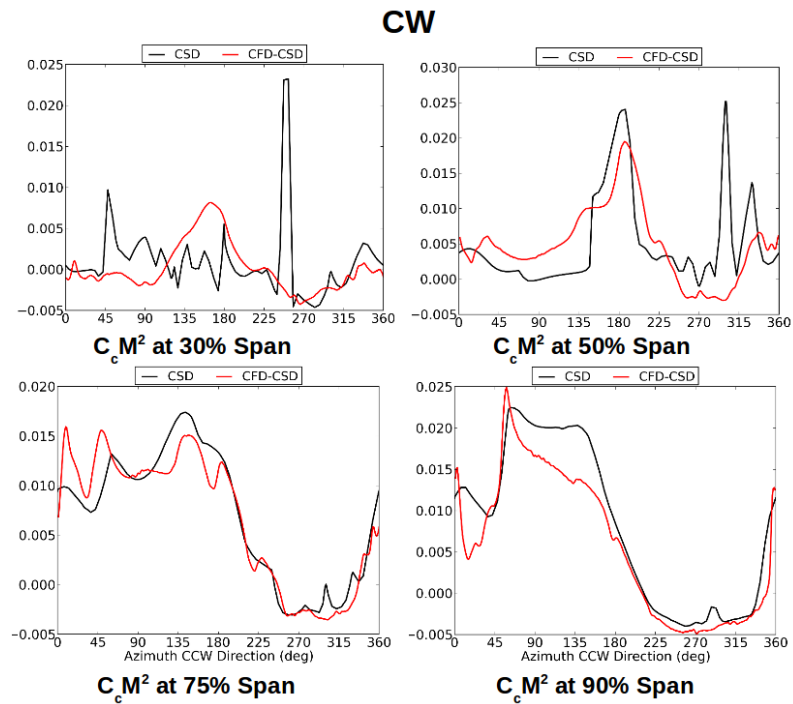 CW
CSD CFD-CSD
0.025
0.020
0.015
0.010
0.005
0.000
−0.005
0 45 90 135 180 225 270 315 360
C_cM² at 30% Span
CSD CFD-CSD
0.030
0.025
0.020
0.015
0.010
0.005
0.000
−0.005
0 45 90 135 180 225 270 315 360
C_cM² at 50% Span
CSD CFD-CSD
0.020
0.015
0.010
0.005
0.000
−0.005
0 45 90 135 180 225 270 315 360
Azimuth CCW Direction (deg)
C_cM² at 75% Span
CSD CFD-CSD
0.025
0.020
0.015
0.010
0.005
0.000
−0.005
0 45 90 135 180 225 270 315 360
Azimuth CCW Direction (deg)
C_cM² at 90% Span